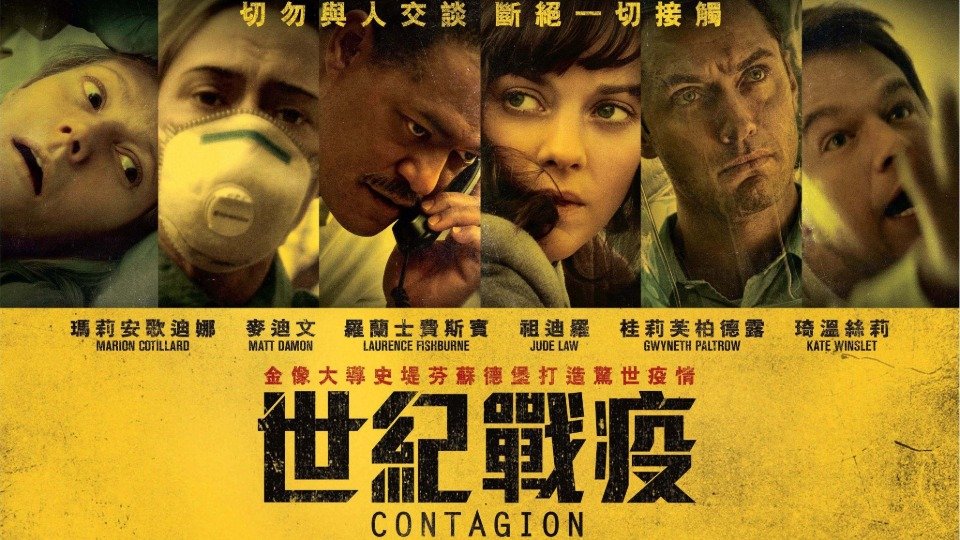 切勿與人交談 斷絕一切接觸
瑪莉安歌迪娜 麥迪文 羅蘭士費斯賓 祖迪羅 桂莉芙柏德露 琦溫絲莉
MARION COTILLARD MATT DAMON LAURENCE FISHBURNE JUDE LAW GWYNETH PALTROW KATE WINSLET
金像大導史堤芬蘇德堡打造驚世疫情
世紀戰疫
CONTAGION